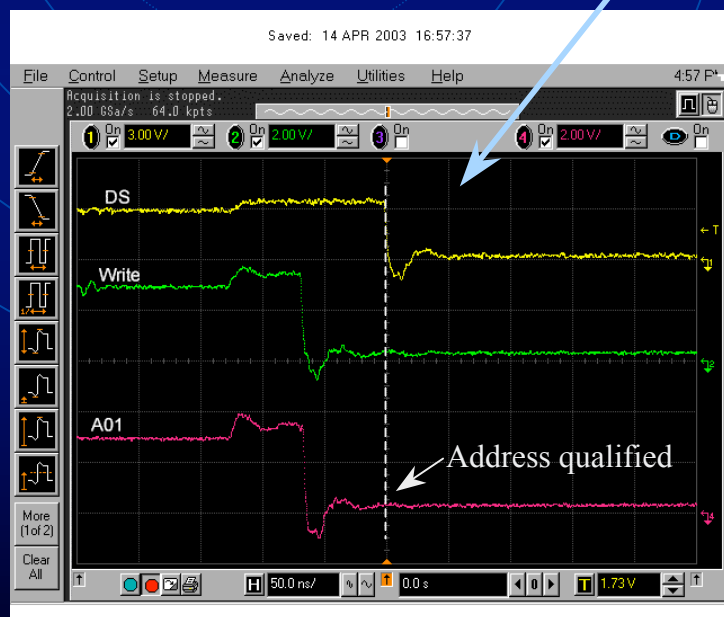 Saved: 14 APR 2003 16:57:37
File Control Setup Measure Analyze Utilities Help 4:57 P
Acquisition is stopped.
2.00 GSa/s 64.0 kpts
1 On 3.00 V/ 2 On 2.00 V/ 3 On 4 On 2.00 V/ D On
DS
T
1
Write
2
A01
Address qualified
4
More
(1of2)
Clear
All
H 50.0 ns/ 0.0 s 0 T 1.73 V